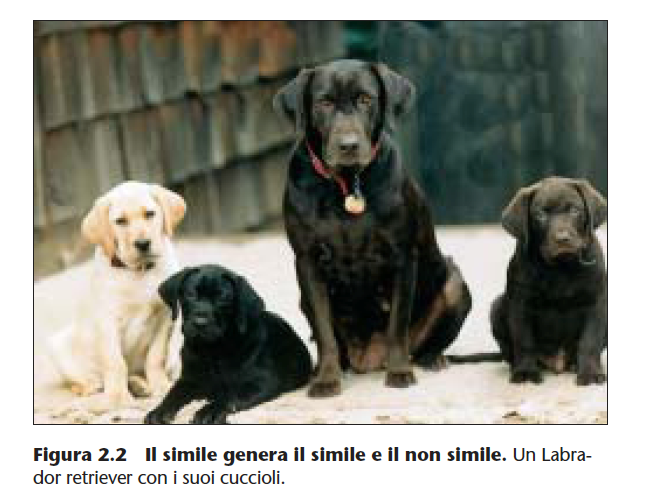 Figura 2.2 Il simile genera il simile e il non simile. Un Labra-
dor retriever con i suoi cuccioli.